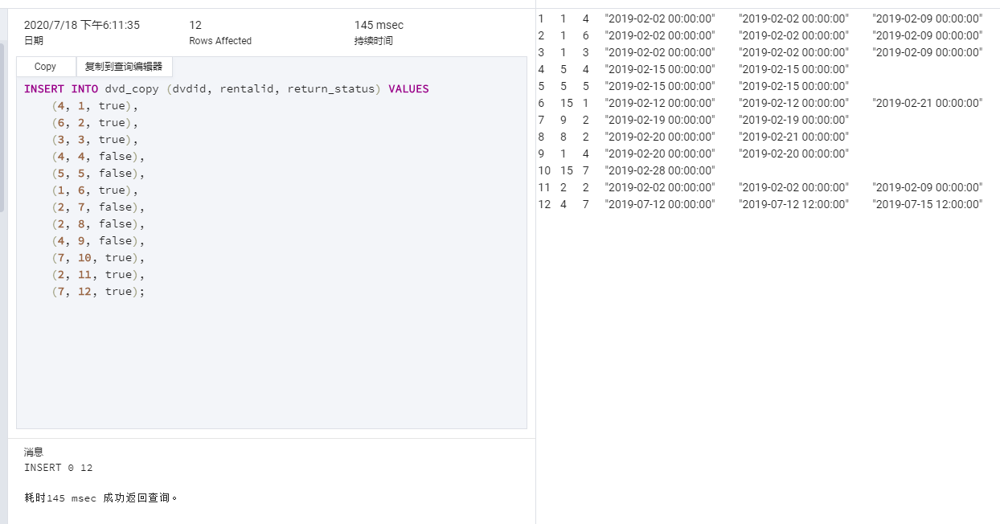 2020/7/18 下午6:11:35 12 145 msec
日期 Rows Affected 持续时间
Copy 复制到查询编辑器
INSERT INTO dvd_copy (dvdid, rentalid, return_status) VALUES
(4, 1, true),
(6, 2, true),
(3, 3, true),
(4, 4, false),
(5, 5, false),
(1, 6, true),
(2, 7, false),
(2, 8, false),
(4, 9, false),
(7, 10, true),
(2, 11, true),
(7, 12, true);
消息
INSERT 0 12
耗时145 msec 成功返回查询。
1 1 4 "2019-02-02 00:00:00" "2019-02-02 00:00:00" "2019-02-09 00:00:00"
2 1 6 "2019-02-02 00:00:00" "2019-02-02 00:00:00" "2019-02-09 00:00:00"
3 1 3 "2019-02-02 00:00:00" "2019-02-02 00:00:00" "2019-02-09 00:00:00"
4 5 4 "2019-02-15 00:00:00" "2019-02-15 00:00:00"
5 5 5 "2019-02-15 00:00:00" "2019-02-15 00:00:00"
6 15 1 "2019-02-12 00:00:00" "2019-02-12 00:00:00" "2019-02-21 00:00:00"
7 9 2 "2019-02-19 00:00:00" "2019-02-19 00:00:00"
8 8 2 "2019-02-20 00:00:00" "2019-02-21 00:00:00"
9 1 4 "2019-02-20 00:00:00" "2019-02-20 00:00:00"
10 15 7 "2019-02-28 00:00:00"
11 2 2 "2019-02-02 00:00:00" "2019-02-02 00:00:00" "2019-02-09 00:00:00"
12 4 7 "2019-07-12 00:00:00" "2019-07-12 12:00:00" "2019-07-15 12:00:00"